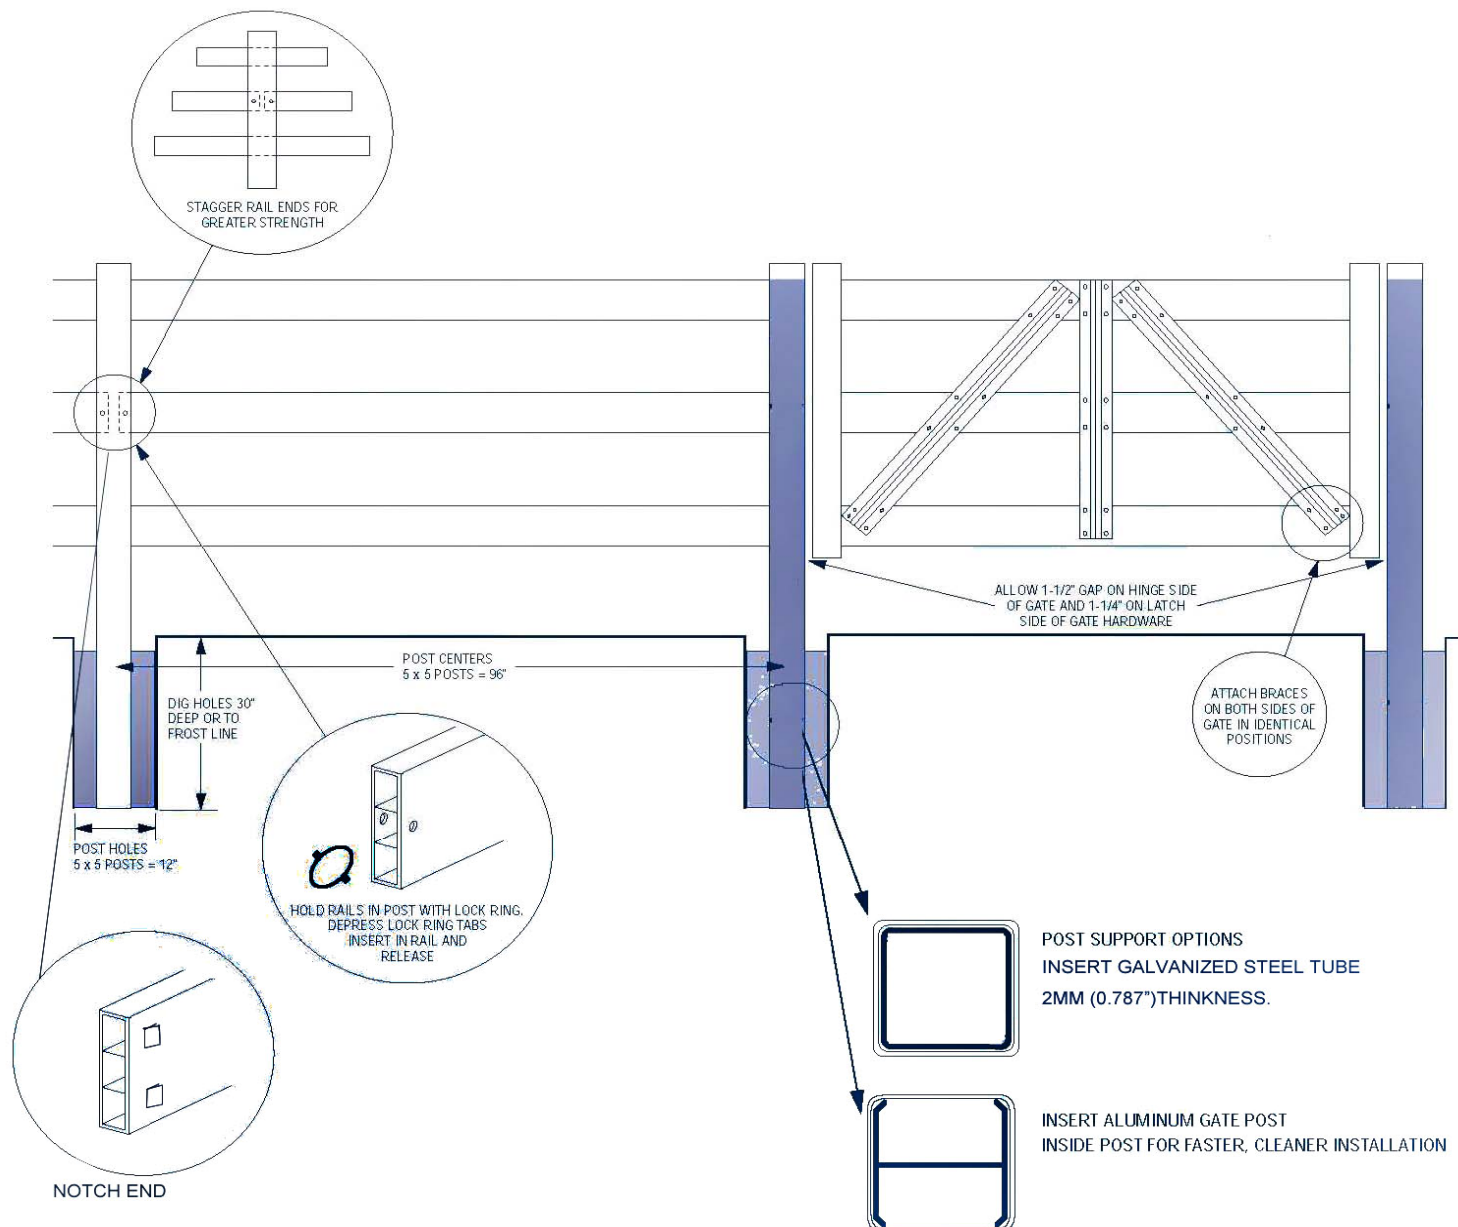 STAGGER RAIL ENDS FOR
GREATER STRENGTH
ALLOW 1-1/2" GAP ON HINGE SIDE
OF GATE AND 1-1/4" ON LATCH
SIDE OF GATE HARDWARE
POST CENTERS
5 x 5 POSTS = 96"
DIG HOLES 30"
DEEP OR TO
FROST LINE
ATTACH BRACES
ON BOTH SIDES OF
GATE IN IDENTICAL
POSITIONS
POST HOLES
5 x 5 POSTS = 12"
HOLD RAILS IN POST WITH LOCK RING.
DEPRESS LOCK RING TABS
INSERT IN RAIL AND
RELEASE
POST SUPPORT OPTIONS
INSERT GALVANIZED STEEL TUBE
2MM (0.787")THINKNESS.
INSERT ALUMINUM GATE POST
INSIDE POST FOR FASTER, CLEANER INSTALLATION
NOTCH END